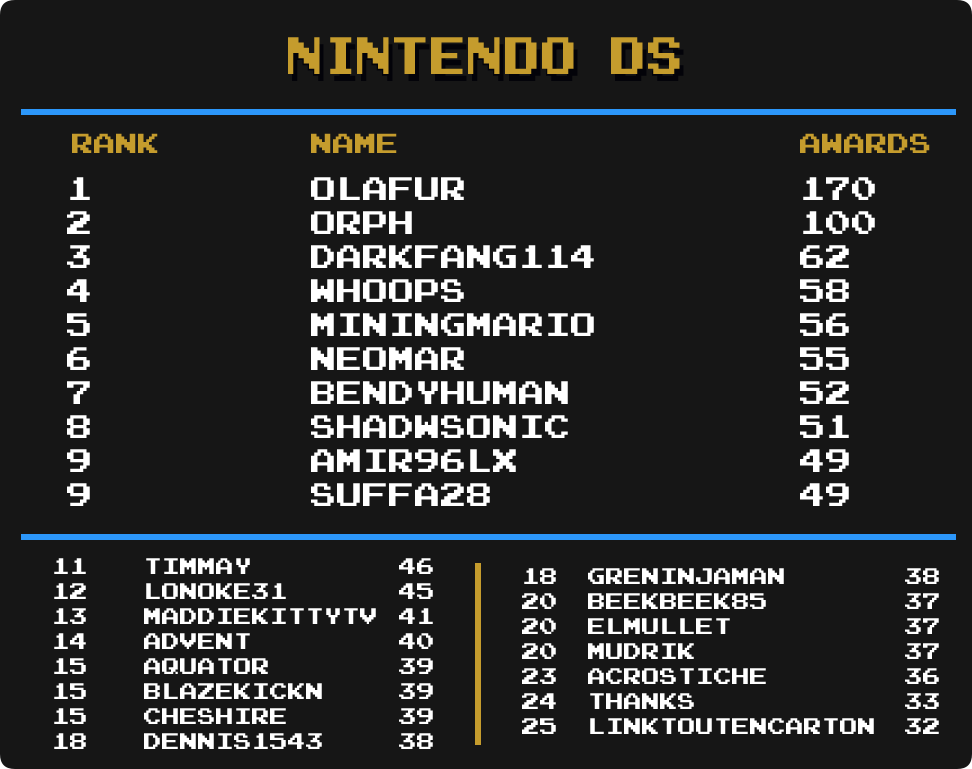 NINTENDO DS
RANK NAME AWARDS
1 OLAFUR 170
2 ORPH 100
3 DARKFANG114 62
4 WHOOPS 58
5 MININGMARIO 56
6 NEOMAR 55
7 BENDYHUMAN 52
8 SHADWSONIC 51
9 AMIR96LX 49
9 SUFFA28 49
11 TIMMAY 46
12 LONOKE31 45
13 MADDIEKITTYTV 41
14 ADVENT 40
15 AQUATOR 39
15 BLAZEKICKN 39
15 CHESHIRE 39
18 DENNIS1543 38
18 GRENINJAMAN 38
20 BEEKBEEK85 37
20 ELMULLET 37
20 MUDRIK 37
23 ACROSTICHE 36
24 THANKS 33
25 LINKTOUTENCARTON 32